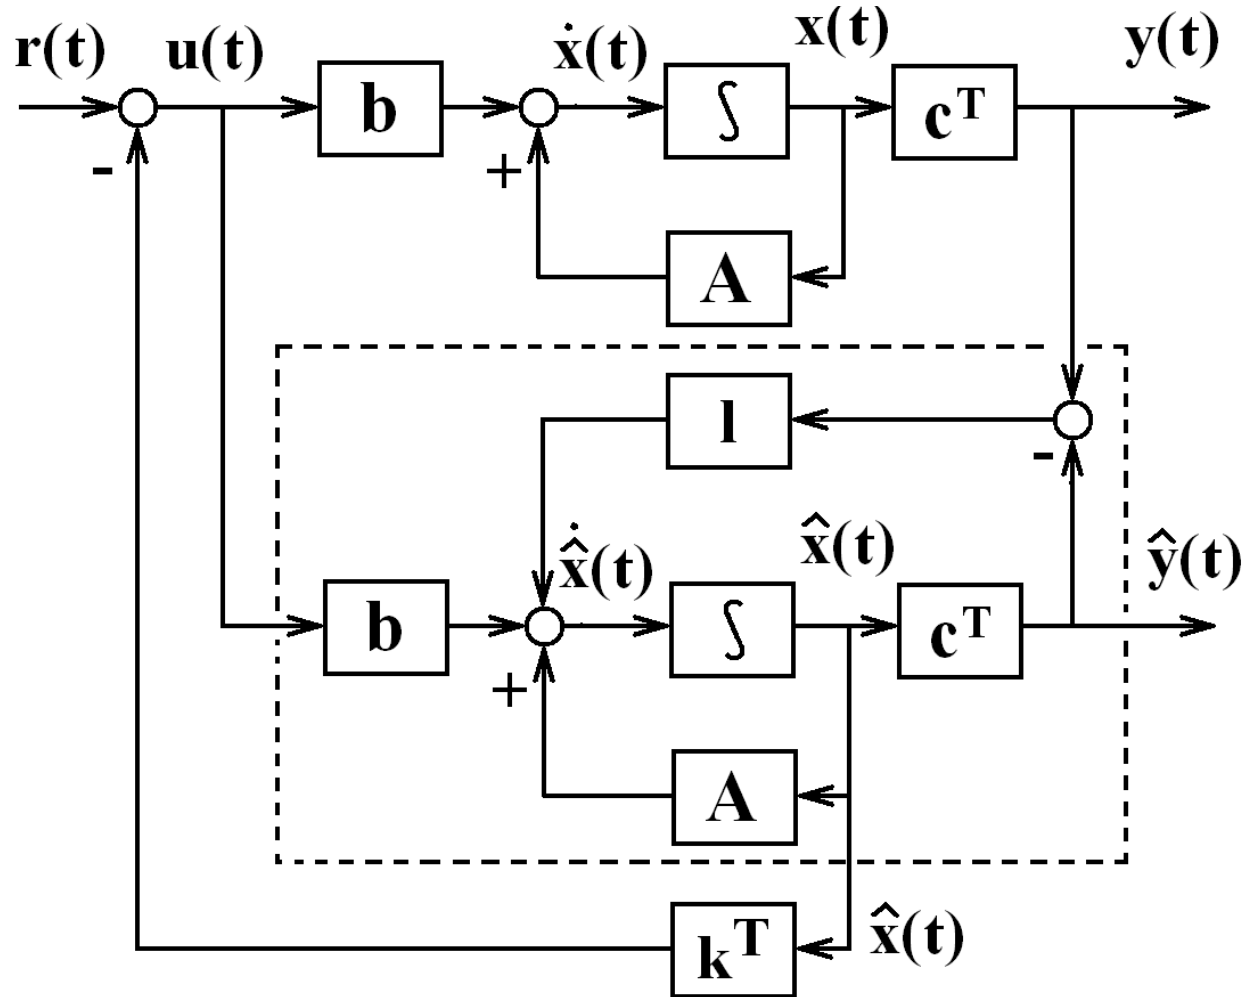 r(t) u(t) ẋ(t) x(t) y(t)
b ∫ cᵀ
-
+
A
l
-
x̂̇(t) x̂(t) ŷ(t)
b ∫ cᵀ
+
A
kᵀ x̂(t)